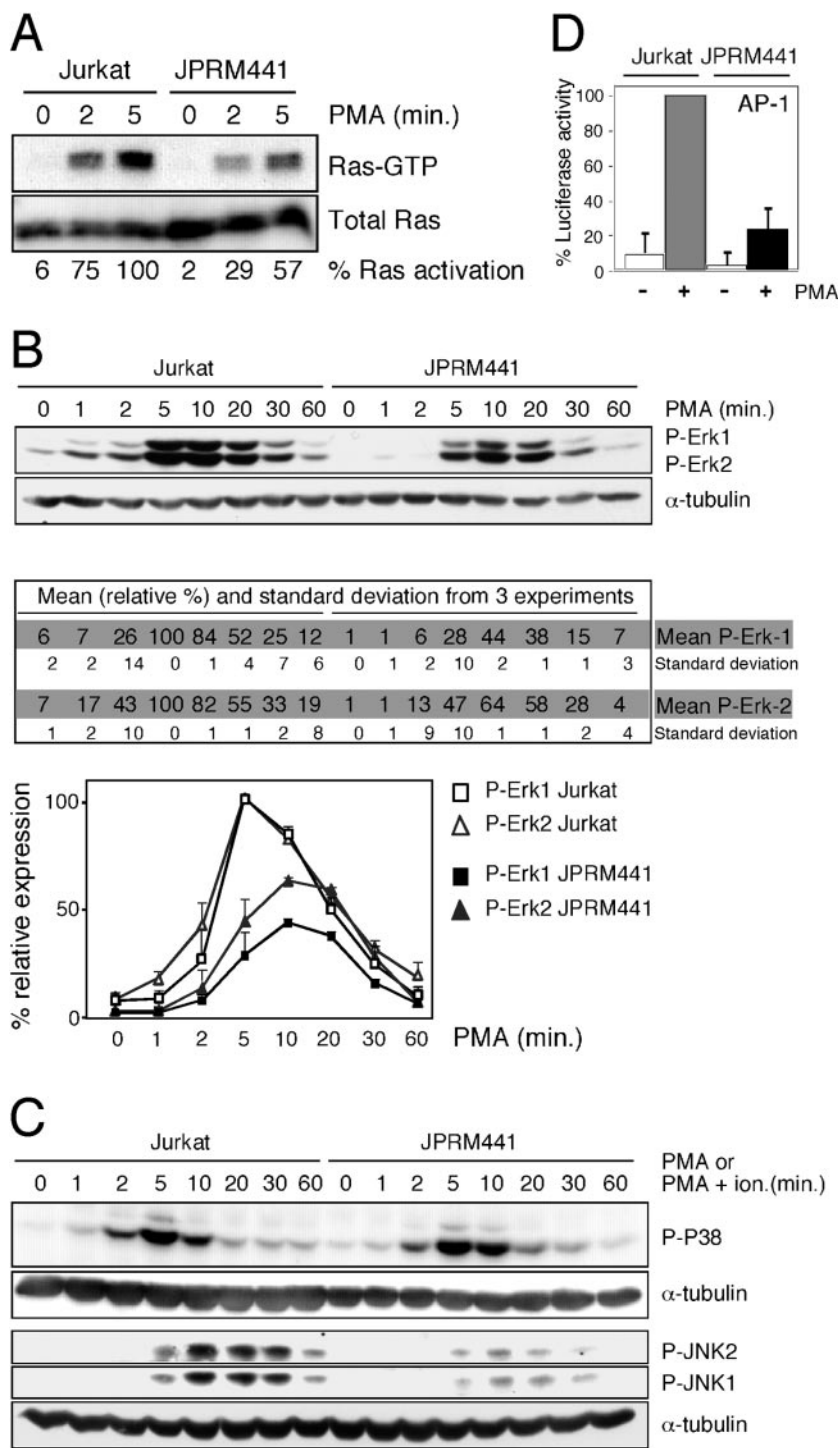 A
Jurkat JPRM441
0 2 5 0 2 5 PMA (min.)
Ras-GTP
Total Ras
6 75 100 2 29 57 % Ras activation
D
Jurkat JPRM441
AP-1
% Luciferase activity
100
80
60
40
20
0
- + - + PMA
B
Jurkat JPRM441
0 1 2 5 10 20 30 60 0 1 2 5 10 20 30 60 PMA (min.)
P-Erk1
P-Erk2
α-tubulin
Mean (relative %) and standard deviation from 3 experiments
6 7 26 100 84 52 25 12 1 1 6 28 44 38 15 7 Mean P-Erk-1
2 2 14 0 1 4 7 6 0 1 2 10 2 1 1 3 Standard deviation
7 17 43 100 82 55 33 19 1 1 13 47 64 58 28 4 Mean P-Erk-2
1 2 10 0 1 1 2 8 0 1 9 10 1 1 2 4 Standard deviation
% relative expression
100
50
0
0 1 2 5 10 20 30 60 PMA (min.)
P-Erk1 Jurkat
P-Erk2 Jurkat
P-Erk1 JPRM441
P-Erk2 JPRM441
C
Jurkat JPRM441
PMA or
0 1 2 5 10 20 30 60 0 1 2 5 10 20 30 60 PMA + ion.(min.)
P-P38
α-tubulin
P-JNK2
P-JNK1
α-tubulin